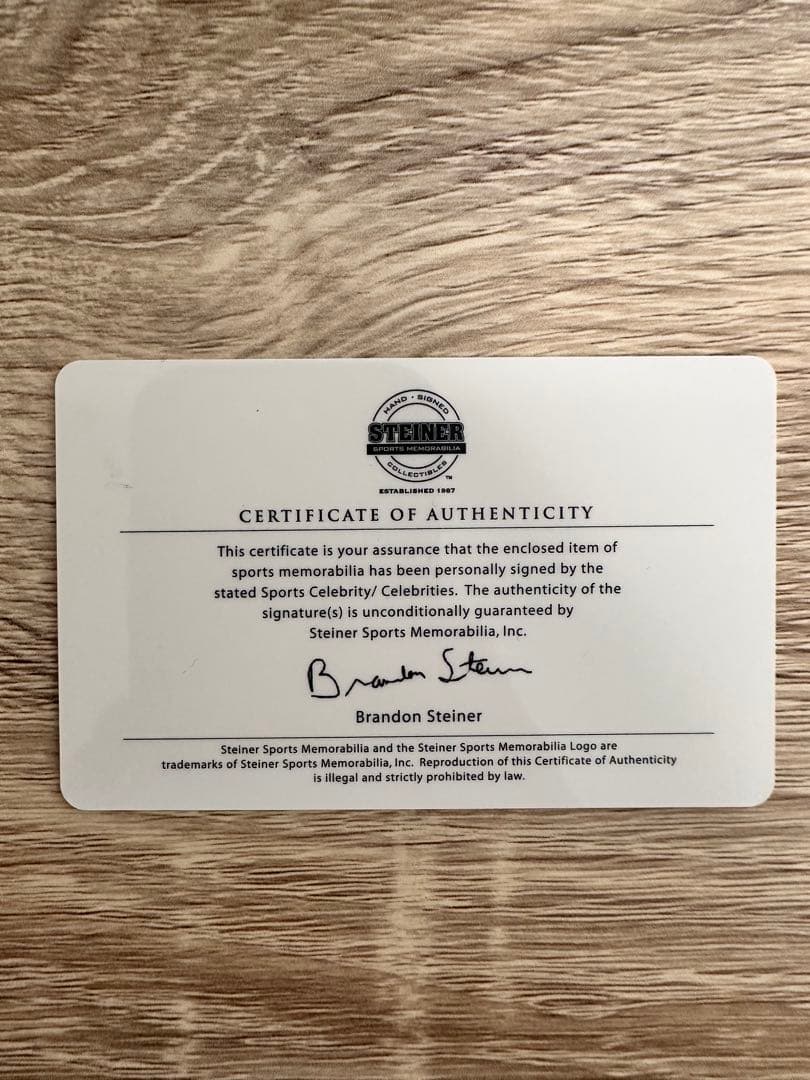 HAND · SIGNED
STEINER
SPORTS MEMORABILIA
COLLECTIBLES
TM
ESTABLISHED 1987
CERTIFICATE OF AUTHENTICITY
This certificate is your assurance that the enclosed item of
sports memorabilia has been personally signed by the
stated Sports Celebrity/ Celebrities. The authenticity of the
signature(s) is unconditionally guaranteed by
Steiner Sports Memorabilia, Inc.
Brandon Steiner
Brandon Steiner
Steiner Sports Memorabilia and the Steiner Sports Memorabilia Logo are
trademarks of Steiner Sports Memorabilia, Inc. Reproduction of this Certificate of Authenticity
is illegal and strictly prohibited by law.